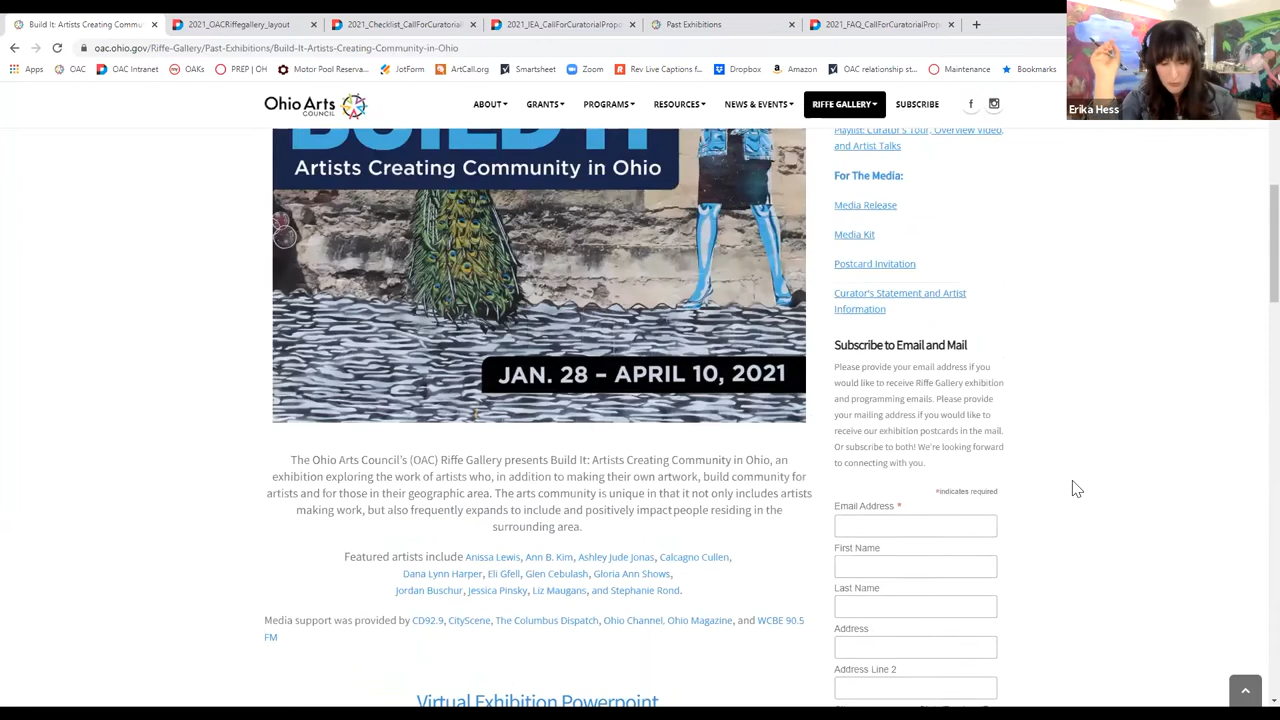 Build It: Artists Creating Commu
2021_OACRiffegallery_layout
2021_Checklist_CallForCuratorial
2021_IEA_CallForCuratorialPropo
Past Exhibitions
2021_FAQ_CallForCuratorialProp
oac.ohio.gov/Riffe-Gallery/Past-Exhibitions/Build-It-Artists-Creating-Community-in-Ohio
Apps
OAC
OAC Intranet
OAKs
PREP | OH
Motor Pool Reserva...
JotForm
ArtCall.org
Smartsheet
Zoom
Rev Live Captions f...
Dropbox
Amazon
OAC relationship st...
Maintenance
Bookmarks
Erika Hess
Ohio Arts
COUNCIL
ABOUT
GRANTS
PROGRAMS
RESOURCES
NEWS & EVENTS
RIFFE GALLERY
SUBSCRIBE
BUILD IT
Artists Creating Community in Ohio
JAN. 28 – APRIL 10, 2021
The Ohio Arts Council's (OAC) Riffe Gallery presents Build It: Artists Creating Community in Ohio, an
exhibition exploring the work of artists who, in addition to making their own artwork, build community for
artists and for those in their geographic area. The arts community is unique in that it not only includes artists
making work, but also frequently expands to include and positively impact people residing in the
surrounding area.
Featured artists include Anissa Lewis, Ann B. Kim, Ashley Jude Jonas, Calcagno Cullen,
Dana Lynn Harper, Eli Gfell, Glen Cebulash, Gloria Ann Shows,
Jordan Buschur, Jessica Pinsky, Liz Maugans, and Stephanie Rond.
Media support was provided by CD92.9, CityScene, The Columbus Dispatch, Ohio Channel, Ohio Magazine, and WCBE 90.5
FM
Virtual Exhibition Powerpoint
Playlist: Curator's Tour, Overview Video,
and Artist Talks
For The Media:
Media Release
Media Kit
Postcard Invitation
Curator's Statement and Artist
Information
Subscribe to Email and Mail
Please provide your email address if you
would like to receive Riffe Gallery exhibition
and programming emails. Please provide
your mailing address if you would like to
receive our exhibition postcards in the mail.
Or subscribe to both! We're looking forward
to connecting with you.
*indicates required
Email Address *
First Name
Last Name
Address
Address Line 2